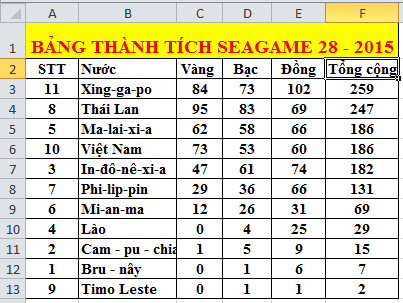 A B C D E F
1 BẢNG THÀNH TÍCH SEAGAME 28 - 2015
2 STT Nước Vàng Bạc Đồng Tổng cộng
3 11 Xing-ga-po 84 73 102 259
4 8 Thái Lan 95 83 69 247
5 5 Ma-lai-xi-a 62 58 66 186
6 10 Việt Nam 73 53 60 186
7 3 In-đô-nê-xi-a 47 61 74 182
8 7 Phi-lip-pin 29 36 66 131
9 6 Mi-an-ma 12 26 31 69
10 4 Lào 0 4 25 29
11 2 Cam - pu - chia 1 5 9 15
12 1 Bru - nây 0 1 6 7
13 9 Timo Leste 0 1 1 2